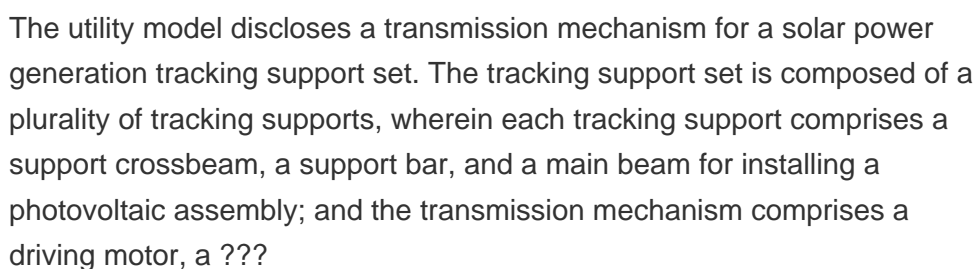 The utility model discloses a transmission mechanism for a solar power
generation tracking support set. The tracking support set is composed of a
plurality of tracking supports, wherein each tracking support comprises a
support crossbeam, a support bar, and a main beam for installing a
photovoltaic assembly; and the transmission mechanism comprises a
driving motor, a ???